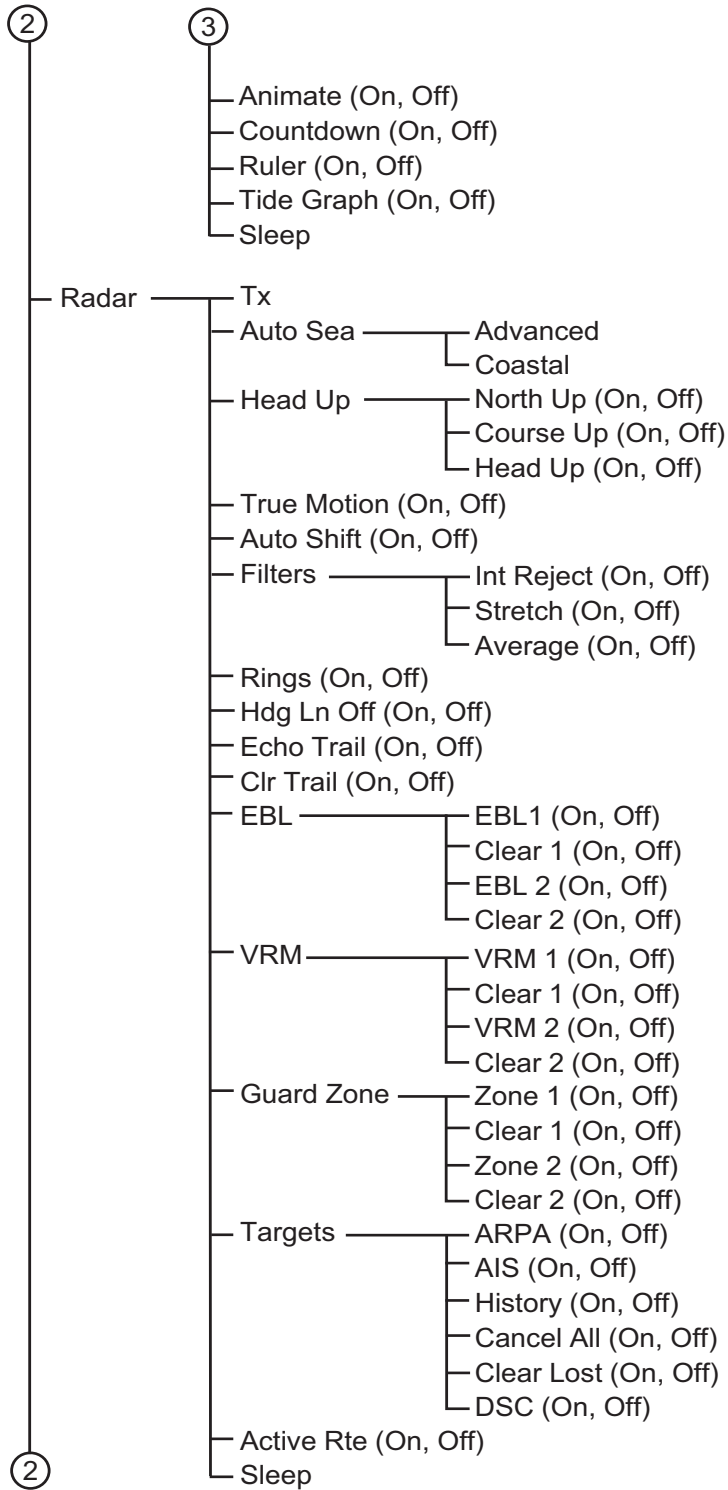 2 3
Animate (On, Off)
Countdown (On, Off)
Ruler (On, Off)
Tide Graph (On, Off)
Sleep
Radar Tx
Auto Sea Advanced
Coastal
Head Up North Up (On, Off)
Course Up (On, Off)
Head Up (On, Off)
True Motion (On, Off)
Auto Shift (On, Off)
Filters Int Reject (On, Off)
Stretch (On, Off)
Average (On, Off)
Rings (On, Off)
Hdg Ln Off (On, Off)
Echo Trail (On, Off)
Clr Trail (On, Off)
EBL EBL1 (On, Off)
Clear 1 (On, Off)
EBL 2 (On, Off)
Clear 2 (On, Off)
VRM VRM 1 (On, Off)
Clear 1 (On, Off)
VRM 2 (On, Off)
Clear 2 (On, Off)
Guard Zone Zone 1 (On, Off)
Clear 1 (On, Off)
Zone 2 (On, Off)
Clear 2 (On, Off)
Targets ARPA (On, Off)
AIS (On, Off)
History (On, Off)
Cancel All (On, Off)
Clear Lost (On, Off)
DSC (On, Off)
Active Rte (On, Off)
2 Sleep